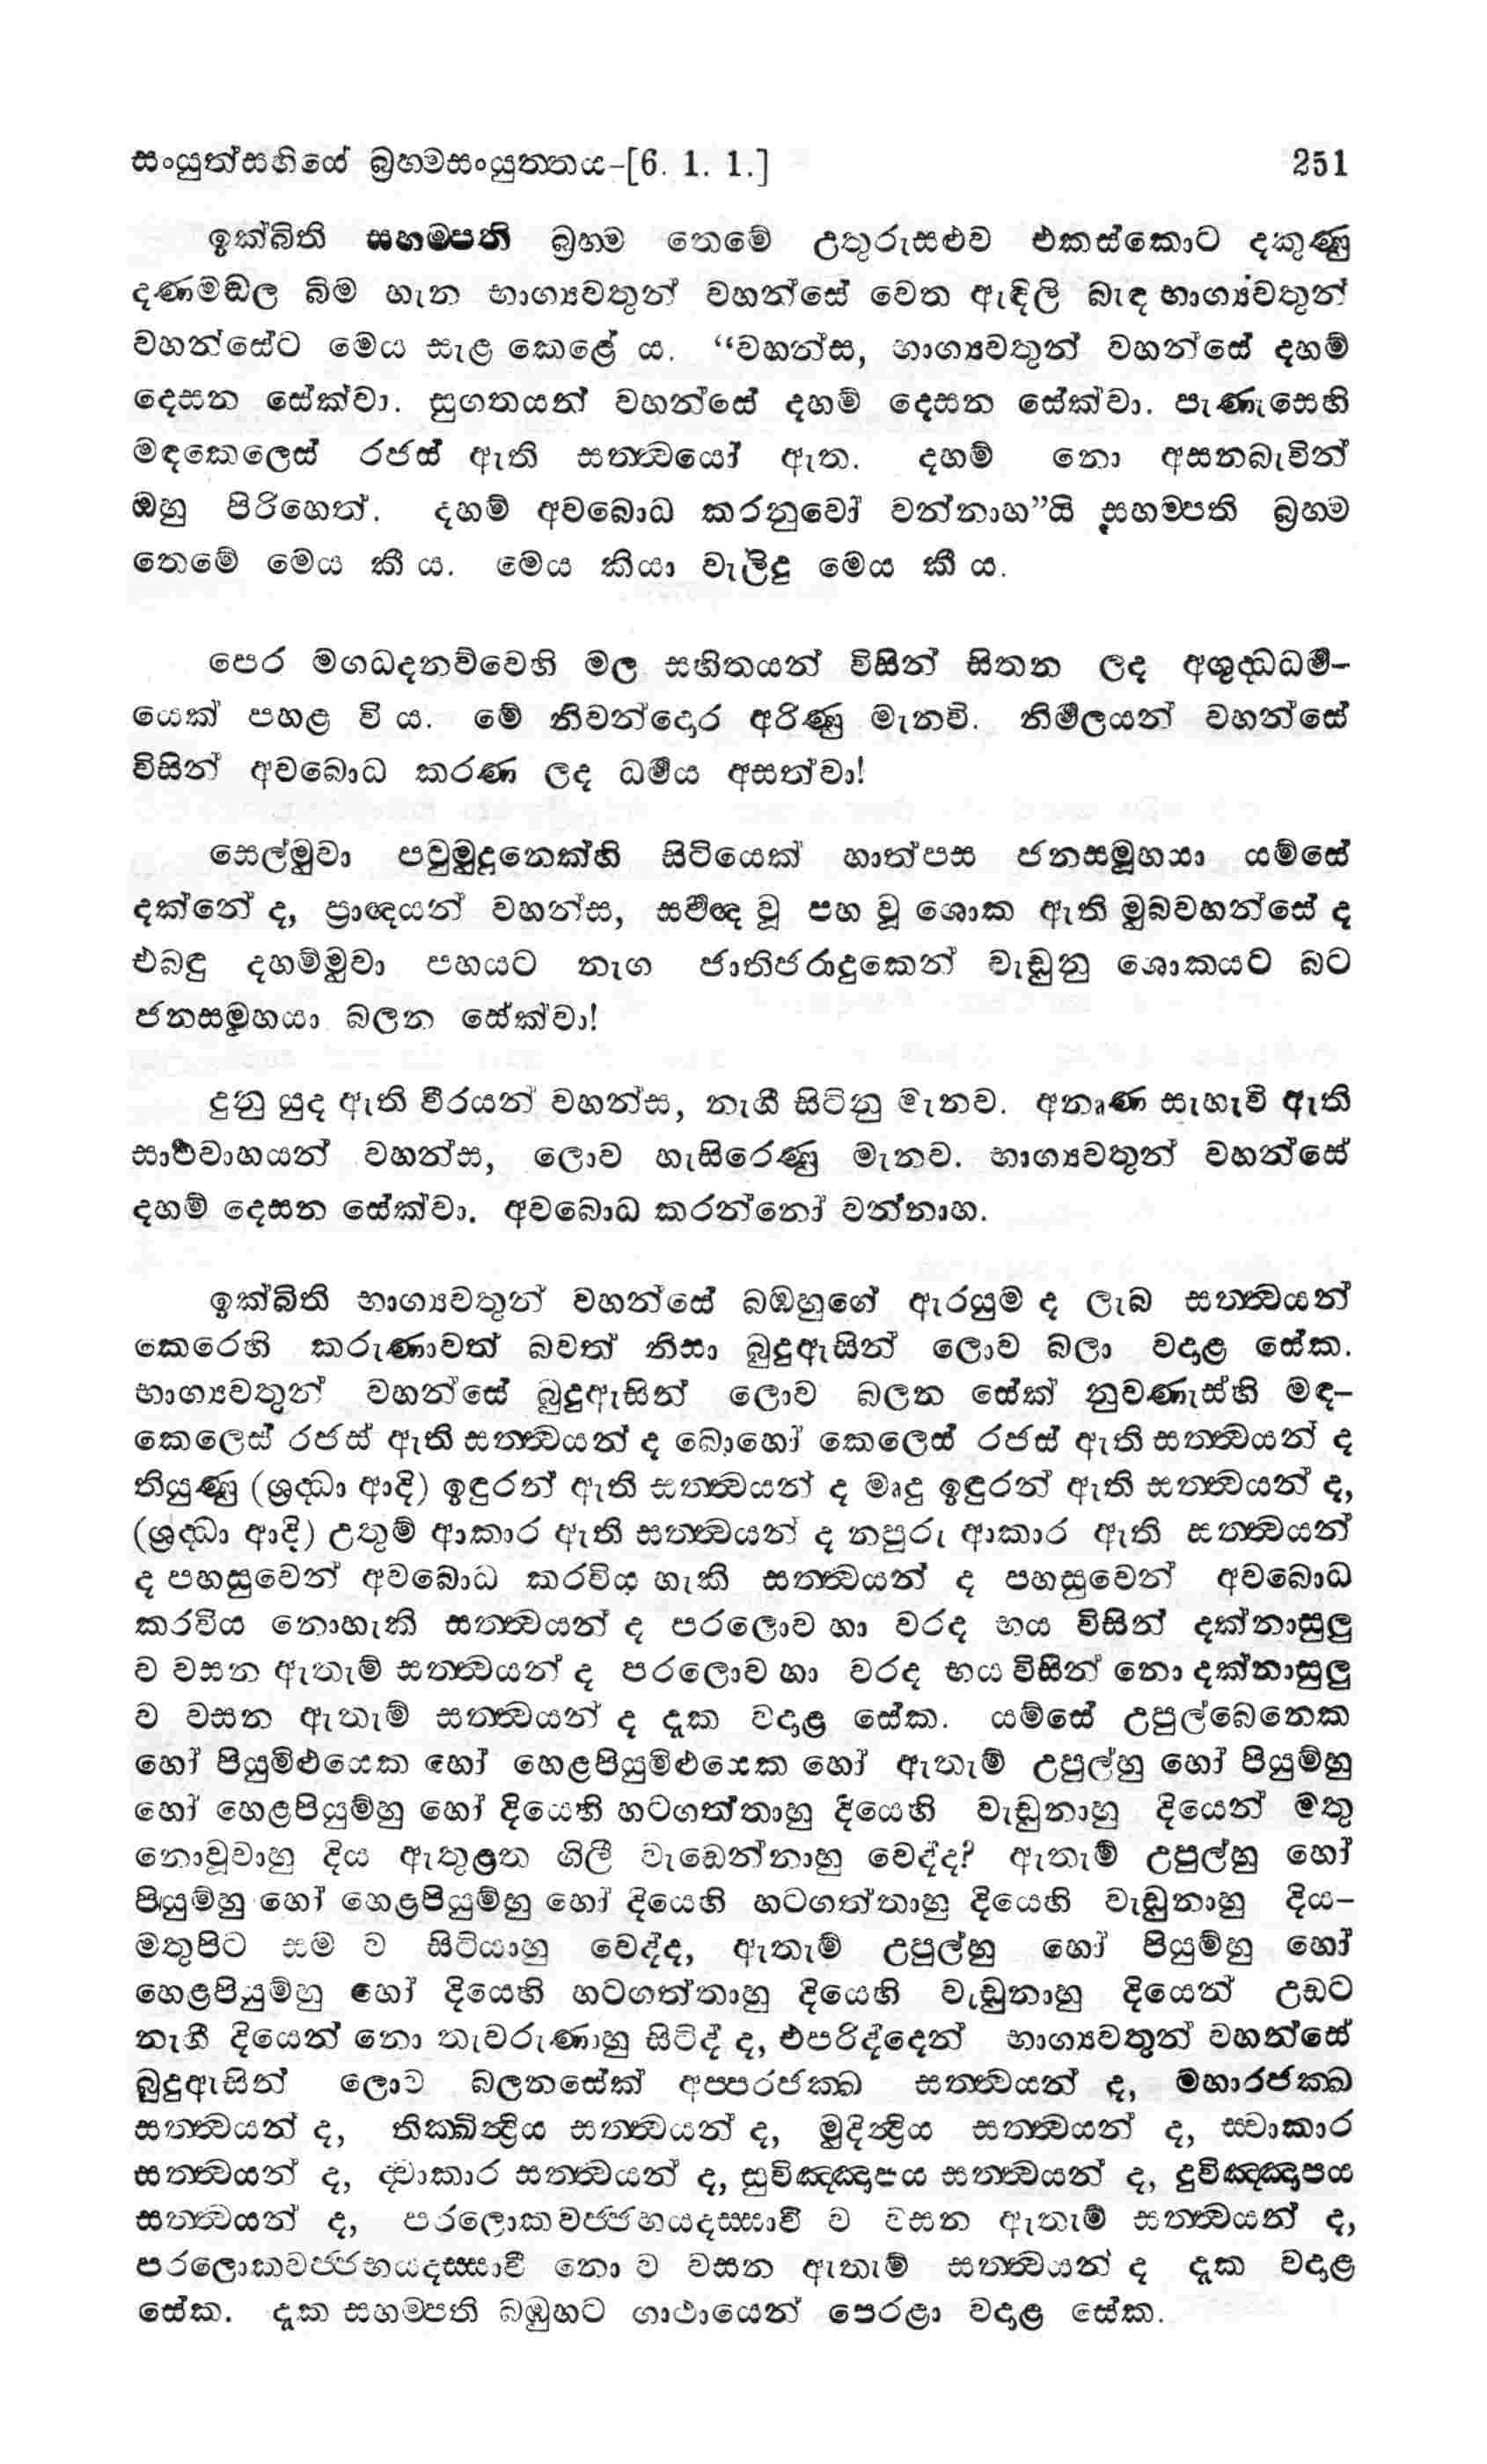 සංයුත්සඟියේ බ්‍රහ්මසංයුත්තය-[6. 1. 1.] 251
ඉක්බිති සහම්පති බ්‍රහ්ම තෙමේ උතුරුසළුව එකස්කොට දකුණු
දණමඬල බිම හැන භාග්‍යවතුන් වහන්සේ වෙත ඇඳිලි බැඳ භාග්‍යවතුන්
වහන්සේට මෙය සැළ කෙළේ ය. “වහන්ස, භාග්‍යවතුන් වහන්සේ දහම්
දෙසන සේක්වා. සුගතයන් වහන්සේ දහම් දෙසන සේක්වා. පැණැසෙහි
මඳකෙලෙස් රජස් ඇති සත්ත්‍වයෝ ඇත. දහම් නො අසනබැවින්
ඔහු පිරිහෙත්. දහම් අවබොධ කරනුවෝ වන්නාහ”යි සහම්පති බ්‍රහ්ම
තෙමේ මෙය කී ය. මෙය කියා වැලිදු මෙය කී ය.
පෙර මගධදනව්වෙහි මල සහිතයන් විසින් සිතන ලද අශුද්ධධර්ම-
යෙක් පහළ වි ය. මේ නිවන්දොර අරිණු මැනවි. නිර්මලයන් වහන්සේ
විසින් අවබොධ කරණ ලද ධර්මය අසත්වා!
සෙල්මුවා පව්මුදුනෙක්හි සිටියෙක් හාත්පස ජනසමූහයා යම්සේ
දක්නේ ද, ප්‍රාඥයන් වහන්ස, සර්වඥ වූ පහ වූ ශොක ඇති මුබවහන්සේ ද
එබඳු දහම්මුවා පහයට නැග ජාතිජරාදුකෙන් වැඩුනු ශොකයට බට
ජනසමූහයා බලන සේක්වා!
දුනු යුද ඇති වීරයන් වහන්ස, නැගී සිටිනු මැනව. අනෘණ සැහැවි ඇති
සාර්ථවාහයන් වහන්ස, ලොව හැසිරෙණු මැනව. භාග්‍යවතුන් වහන්සේ
දහම් දෙසන සේක්වා. අවබොධ කරන්නෝ වන්නාහ.
ඉක්බිති භාග්‍යවතුන් වහන්සේ බඹහුගේ ඇරයුම ද ලැබ සත්ත්‍වයන්
කෙරෙහි කරුණාවත් බවත් නිසා බුදුඇසින් ලොව බලා වදාළ සේක.
භාග්‍යවතුන් වහන්සේ බුදුඇසින් ලොව බලන සේක් නුවණැස්හි මඳ-
කෙලෙස් රජස් ඇති සත්ත්‍වයන් ද බොහෝ කෙලෙස් රජස් ඇති සත්ත්‍වයන් ද
තියුණු (ශ්‍රද්ධා ආදි) ඉඳුරන් ඇති සත්ත්‍වයන් ද මෘදු ඉඳුරන් ඇති සත්ත්‍වයන් ද,
(ශ්‍රද්ධා ආදි) උතුම් ආකාර ඇති සත්ත්‍වයන් ද නපුරු ආකාර ඇති සත්ත්‍වයන්
ද පහසුවෙන් අවබොධ කරවිය හැකි සත්ත්‍වයන් ද පහසුවෙන් අවබොධ
කරවිය නොහැකි සත්ත්‍වයන් ද පරලොව හා වරද භය විසින් දක්නාසුලු
ව වසන ඇතැම් සත්ත්‍වයන් ද පරලොව හා වරද භය විසින් නො දක්නාසුලු
ව වසන ඇතැම් සත්ත්‍වයන් ද දැක වදාළ සේක. යම්සේ උපුල්බෙනෙක
හෝ පියුම්ළුයෙක හෝ හෙළපියුම්ළුයෙක හෝ ඇතැම් උපුල්හු හෝ පියුම්හු
හෝ හෙළපියුම්හු හෝ දියෙහි හටගත්තාහු දියෙහි වැඩුනාහු දියෙන් මතු
නොවූවාහු දිය ඇතුළත ගිලී වැඩෙන්නාහු වෙද්ද? ඇතැම් උපුල්හු හෝ
පියුම්හු හෝ හෙළපියුම්හු හෝ දියෙහි හටගත්තාහු දියෙහි වැඩුනාහු දිය-
මතුපිට සම ව සිටියාහු වෙද්ද, ඇතැම් උපුල්හු හෝ පියුම්හු හෝ
හෙළපියුම්හු හෝ දියෙහි හටගත්තාහු දියෙහි වැඩුනාහු දියෙන් උඩට
නැගී දියෙන් නො තැවරුණාහු සිටිද් ද, එපරිද්දෙන් භාග්‍යවතුන් වහන්සේ
බුදුඇසින් ලොව බලනසේක් අප්පරජක්ඛ සත්ත්‍වයන් ද, මහාරජක්ඛ
සත්ත්‍වයන් ද, තික්ඛින්‍ද්‍රිය සත්ත්‍වයන් ද, මුදින්‍ද්‍රිය සත්ත්‍වයන් ද, ස්වාකාර
සත්ත්‍වයන් ද, ද්වාකාර සත්ත්‍වයන් ද, සුවිඤ්ඤාපය සත්ත්‍වයන් ද, දුවිඤ්ඤාපය
සත්ත්‍වයන් ද, පරලොකවජ්ජභයදස්සාවී ව වසන ඇතැම් සත්ත්‍වයන් ද,
පරලොකවජ්ජභයදස්සාවී නො ව වසන ඇතැම් සත්ත්‍වයන් ද දැක වදාළ
සේක. දැක සහම්පති බඹුහට ගාථායෙන් පෙරළා වදාළ සේක.